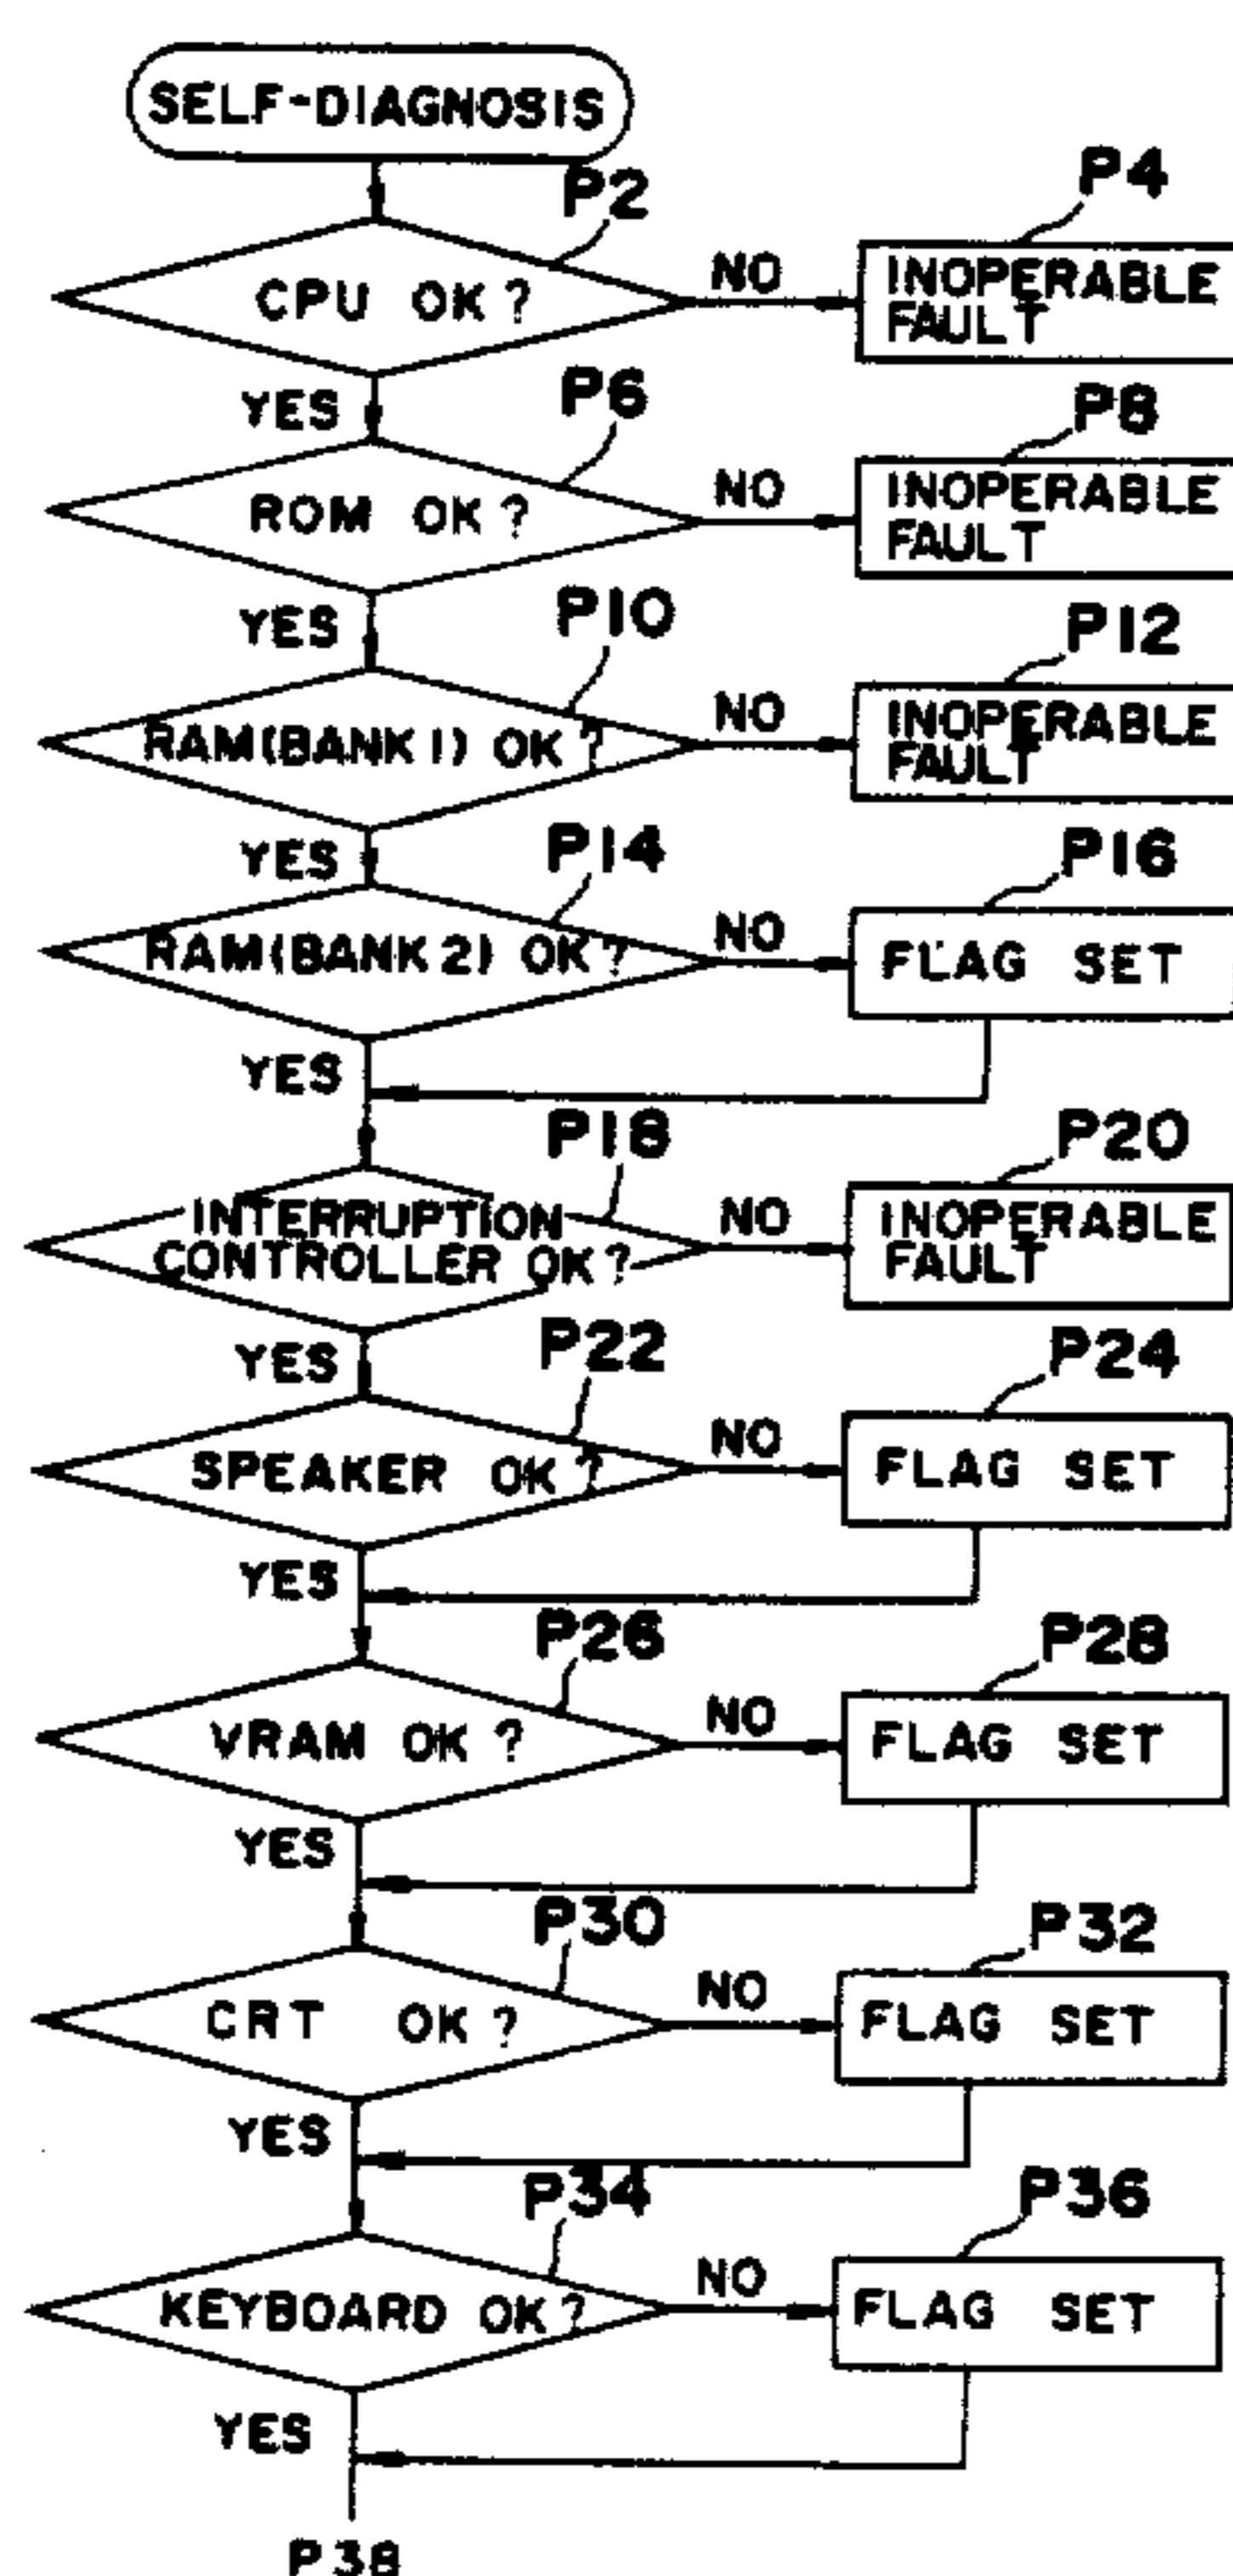 SELF-DIAGNOSIS
P2
P4
CPU OK?
NO
INOPERABLE
FAULT
YES
P6
P8
ROM OK?
NO
INOPERABLE
FAULT
YES
P10
P12
RAM(BANK 1) OK?
NO
INOPERABLE
FAULT
YES
P14
P16
RAM(BANK 2) OK?
NO
FLAG SET
YES
P18
P20
INTERRUPTION
CONTROLLER OK?
NO
INOPERABLE
FAULT
YES
P22
P24
SPEAKER OK?
NO
FLAG SET
YES
P26
P28
VRAM OK?
NO
FLAG SET
YES
P30
P32
CRT OK?
NO
FLAG SET
YES
P34
P36
KEYBOARD OK?
NO
FLAG SET
YES
P38